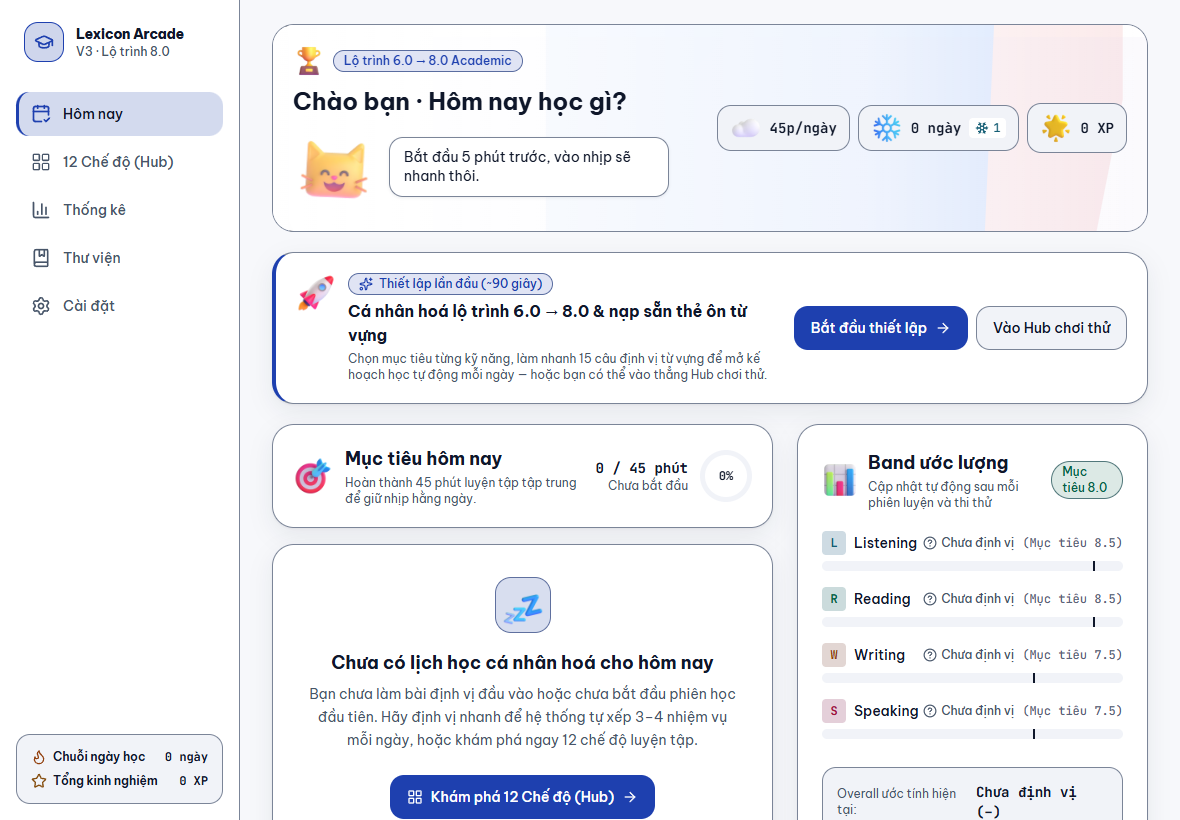 Lexicon Arcade
V3 · Lộ trình 8.0
Hôm nay
12 Chế độ (Hub)
Thống kê
Thư viện
Cài đặt
Chuỗi ngày học 0 ngày
Tổng kinh nghiệm 0 XP
Lộ trình 6.0 → 8.0 Academic
Chào bạn · Hôm nay học gì?
Bắt đầu 5 phút trước, vào nhịp sẽ
nhanh thôi.
45p/ngày
0 ngày
1
0 XP
Thiết lập lần đầu (~90 giây)
Cá nhân hoá lộ trình 6.0 → 8.0 & nạp sẵn thẻ ôn từ
vựng
Chọn mục tiêu từng kỹ năng, làm nhanh 15 câu định vị từ vựng để mở kế
hoạch học tự động mỗi ngày — hoặc bạn có thể vào thẳng Hub chơi thử.
Bắt đầu thiết lập →
Vào Hub chơi thử
Mục tiêu hôm nay
Hoàn thành 45 phút luyện tập tập trung
để giữ nhịp hằng ngày.
0 / 45 phút
Chưa bắt đầu
0%
Chưa có lịch học cá nhân hoá cho hôm nay
Bạn chưa làm bài định vị đầu vào hoặc chưa bắt đầu phiên học
đầu tiên. Hãy định vị nhanh để hệ thống tự xếp 3–4 nhiệm vụ
mỗi ngày, hoặc khám phá ngay 12 chế độ luyện tập.
Khám phá 12 Chế độ (Hub) →
Band ước lượng
Cập nhật tự động sau mỗi
phiên luyện và thi thử
Mục
tiêu 8.0
L Listening Chưa định vị (Mục tiêu 8.5)
R Reading Chưa định vị (Mục tiêu 8.5)
W Writing Chưa định vị (Mục tiêu 7.5)
S Speaking Chưa định vị (Mục tiêu 7.5)
Overall ước tính hiện
tại:
Chưa định vị
(–)